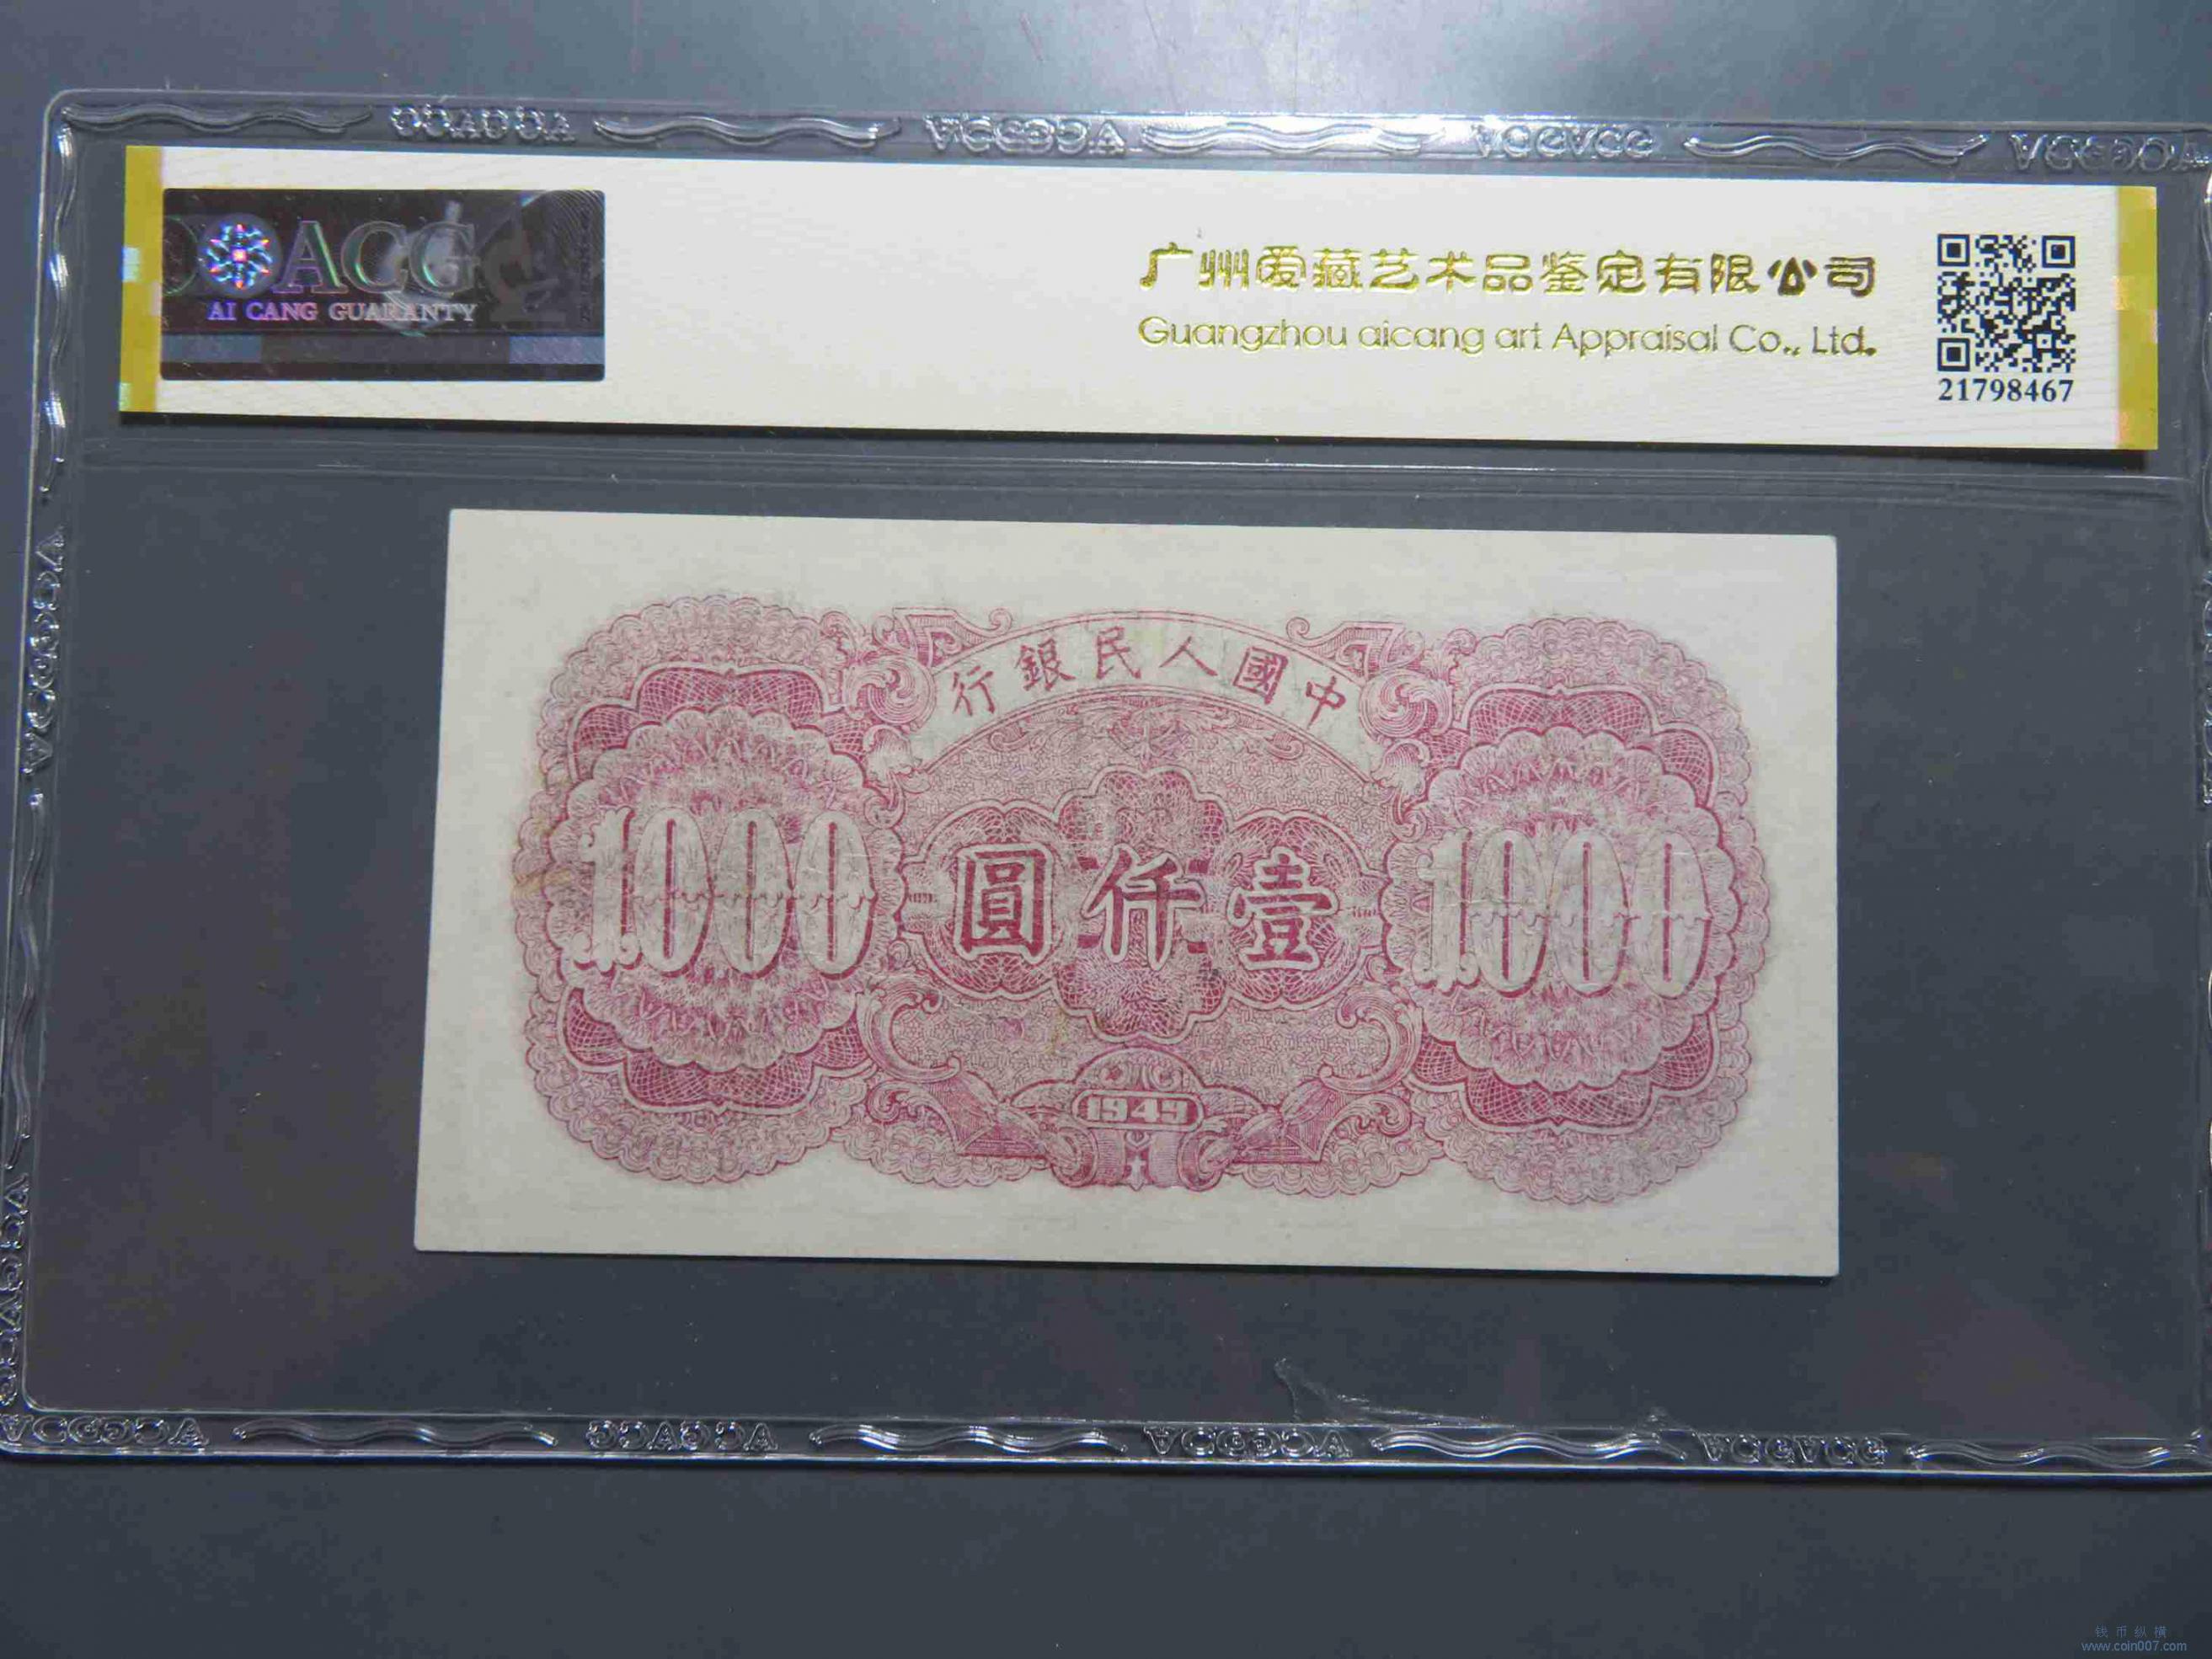 ACG
AI CANG GUARANTY
广州爱藏艺术品鉴定有限公司
Guangzhou aicang art Appraisal Co., Ltd.
21798467
行銀民人國中
1000
圓仟壹
1000
1949
钱币纵横
www.coin007.com